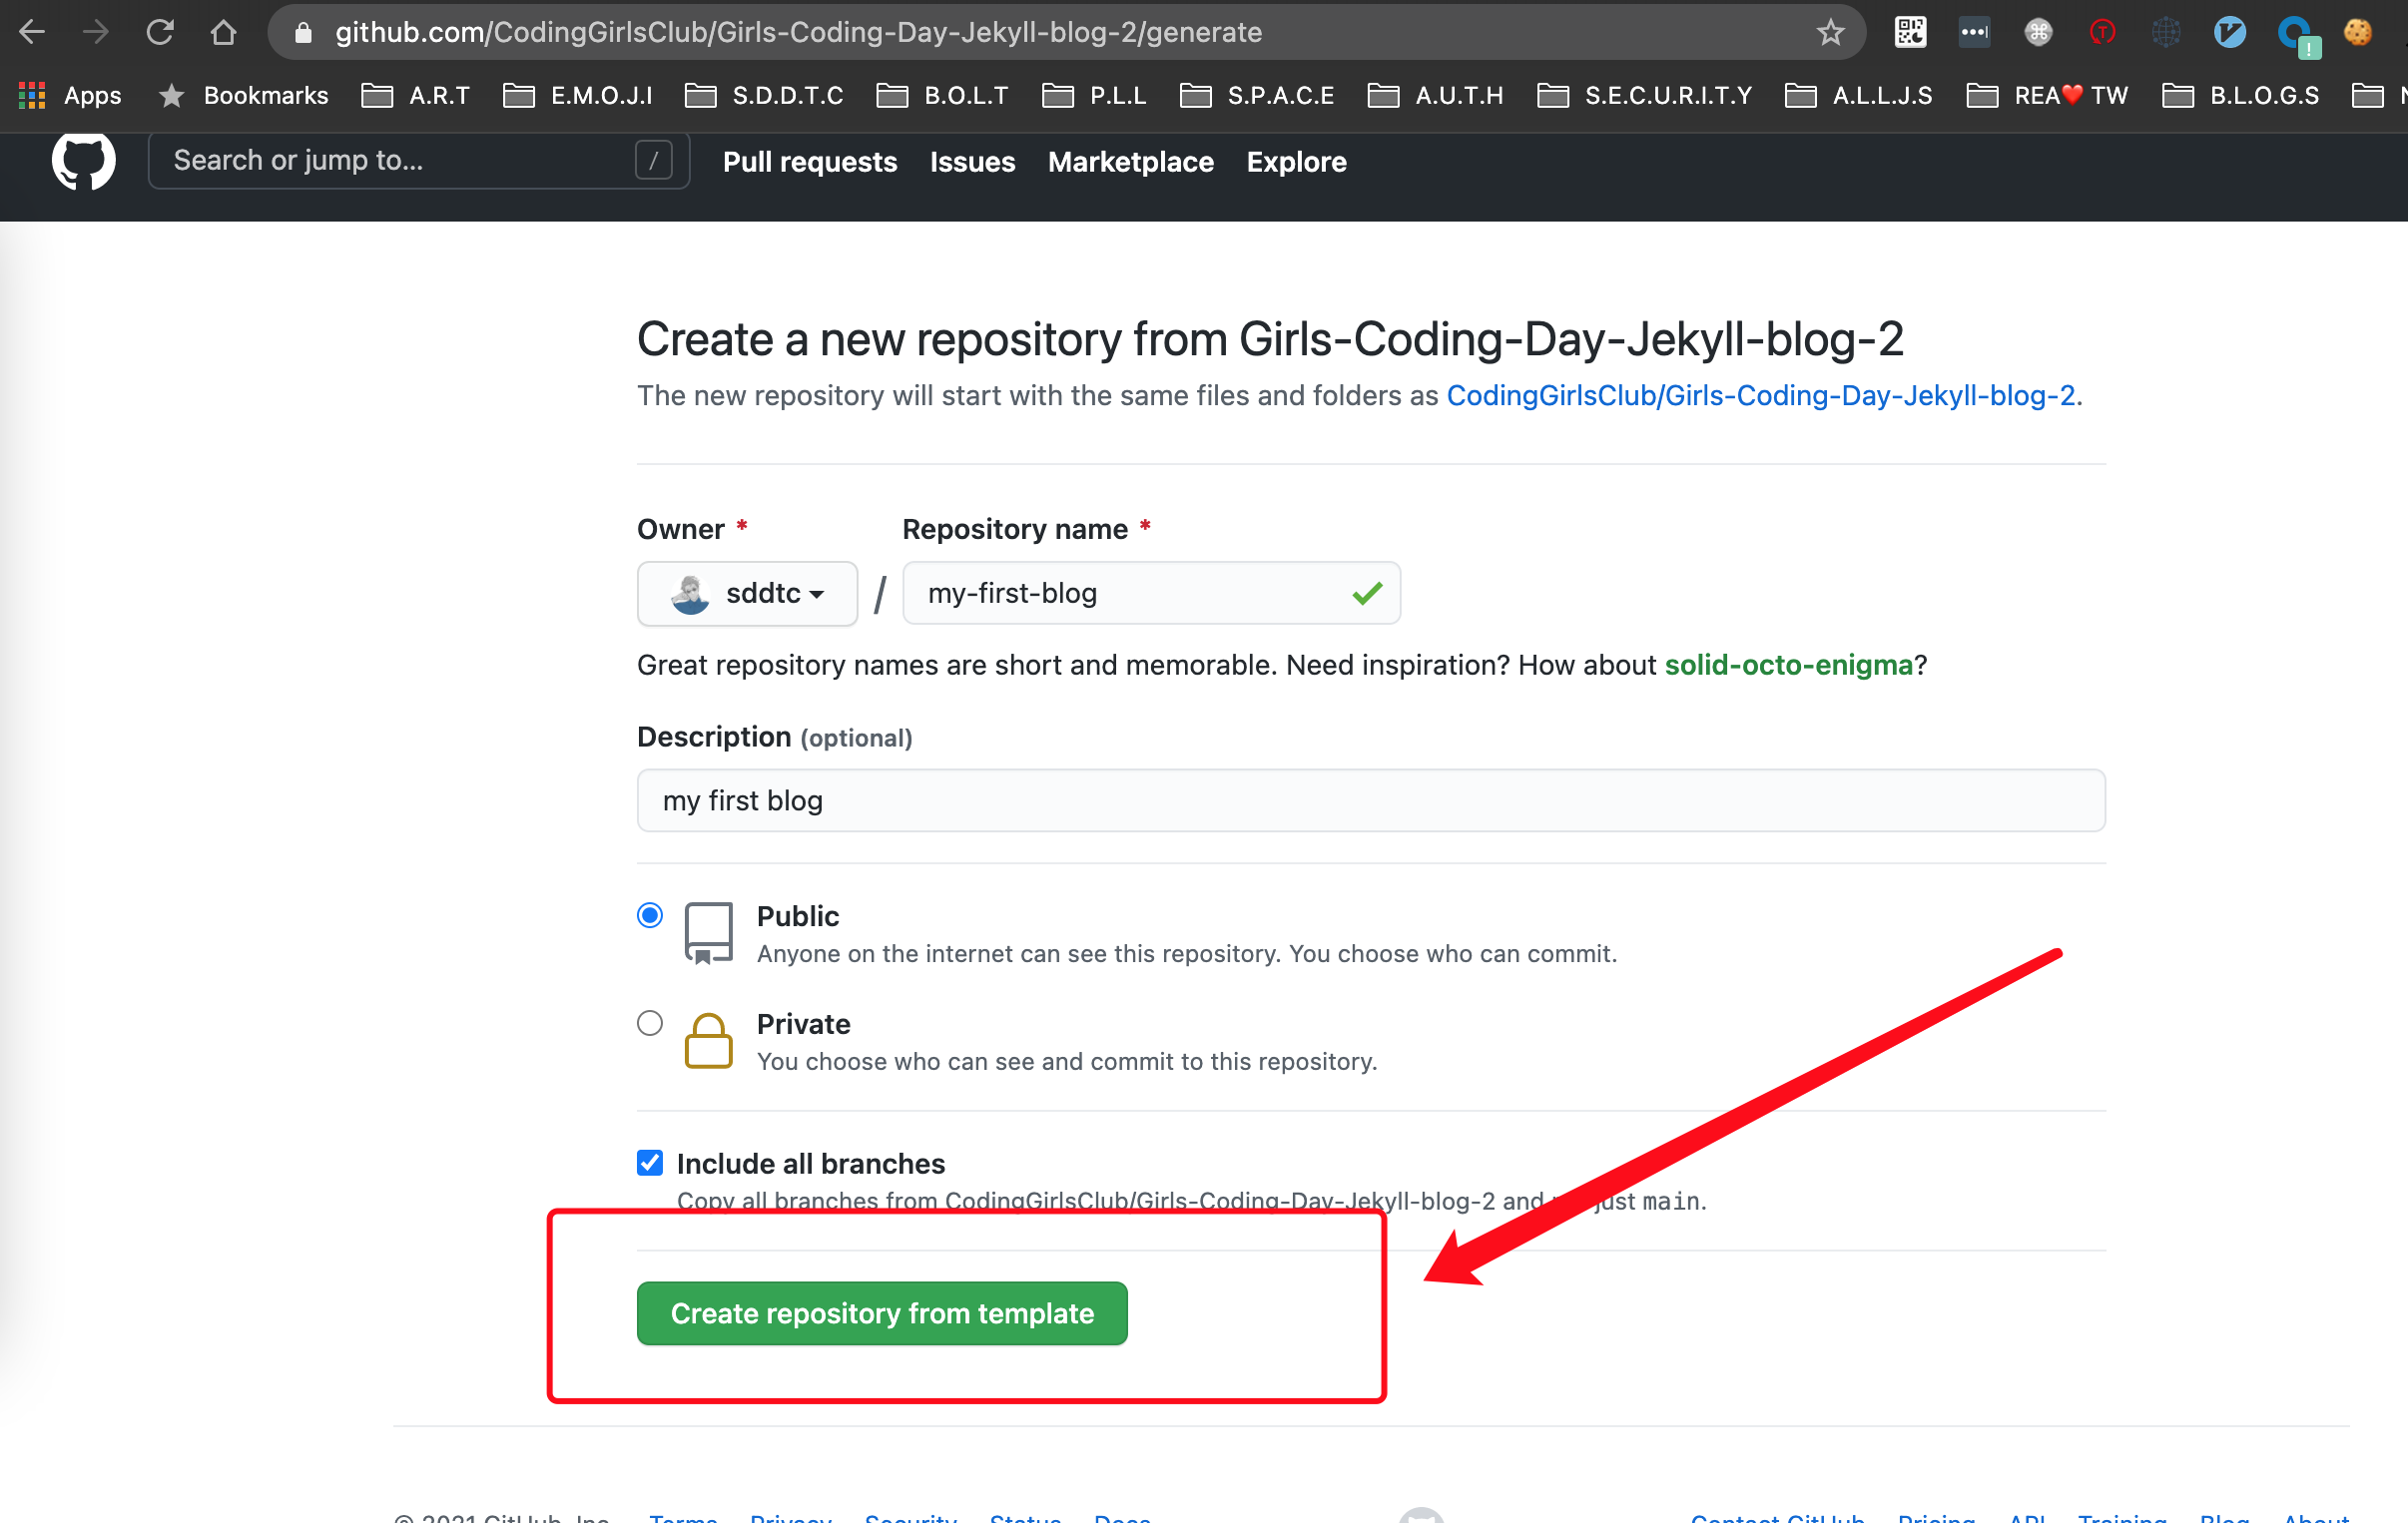 github.com/CodingGirlsClub/Girls-Coding-Day-Jekyll-blog-2/generate
Apps Bookmarks A.R.T E.M.O.J.I S.D.D.T.C B.O.L.T P.L.L S.P.A.C.E A.U.T.H S.E.C.U.R.I.T.Y A.L.L.J.S REA❤️TW B.L.O.G.S
Search or jump to... / Pull requests Issues Marketplace Explore
Create a new repository from Girls-Coding-Day-Jekyll-blog-2
The new repository will start with the same files and folders as CodingGirlsClub/Girls-Coding-Day-Jekyll-blog-2.
Owner * Repository name *
sddtc / my-first-blog
Great repository names are short and memorable. Need inspiration? How about solid-octo-enigma?
Description (optional)
my first blog
Public
Anyone on the internet can see this repository. You choose who can commit.
Private
You choose who can see and commit to this repository.
Include all branches
Copy all branches from CodingGirlsClub/Girls-Coding-Day-Jekyll-blog-2 and just main.
Create repository from template
© 2021 GitHub, Inc. Terms Privacy Security Status Docs Contact GitHub Pricing API Training Blog About